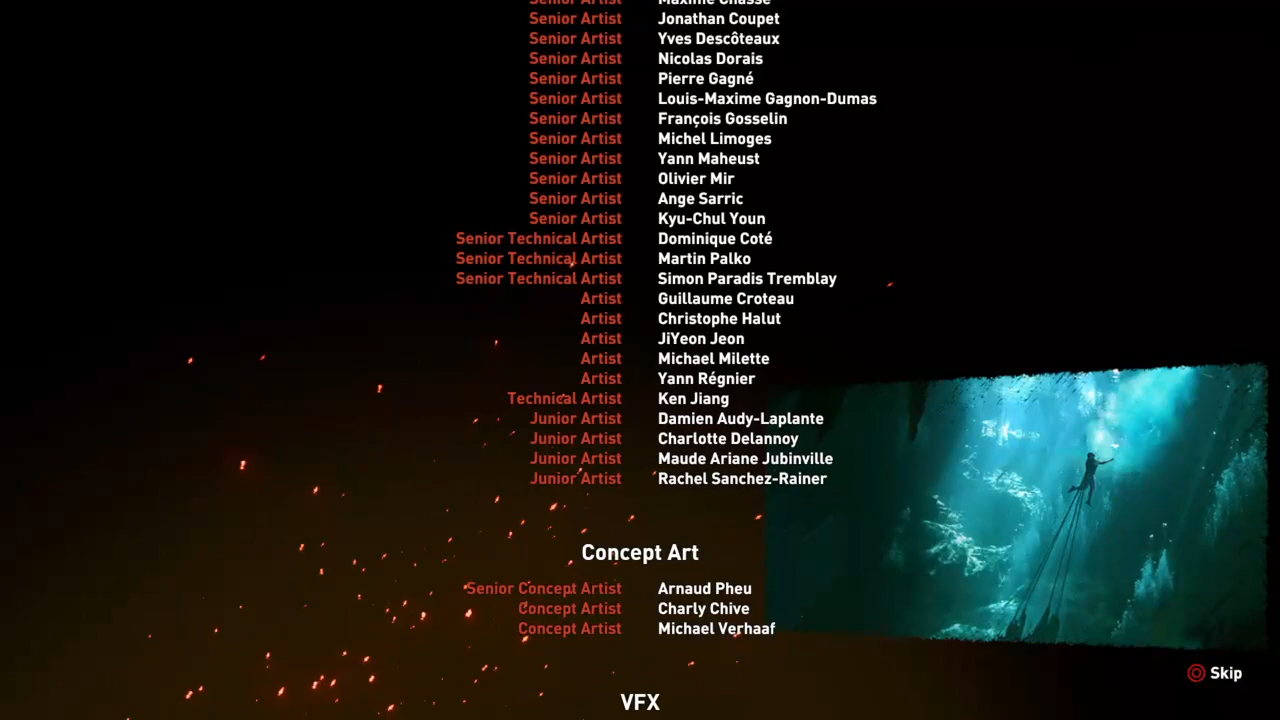 Senior Artist Maxime Chassé
Senior Artist Jonathan Coupet
Senior Artist Yves Descôteaux
Senior Artist Nicolas Dorais
Senior Artist Pierre Gagné
Senior Artist Louis-Maxime Gagnon-Dumas
Senior Artist François Gosselin
Senior Artist Michel Limoges
Senior Artist Yann Maheust
Senior Artist Olivier Mir
Senior Artist Ange Sarric
Senior Artist Kyu-Chul Youn
Senior Technical Artist Dominique Coté
Senior Technical Artist Martin Palko
Senior Technical Artist Simon Paradis Tremblay
Artist Guillaume Croteau
Artist Christophe Halut
Artist JiYeon Jeon
Artist Michael Milette
Artist Yann Régnier
Technical Artist Ken Jiang
Junior Artist Damien Audy-Laplante
Junior Artist Charlotte Delannoy
Junior Artist Maude Ariane Jubinville
Junior Artist Rachel Sanchez-Rainer
Concept Art
Senior Concept Artist Arnaud Pheu
Concept Artist Charly Chive
Concept Artist Michael Verhaaf
Skip
VFX